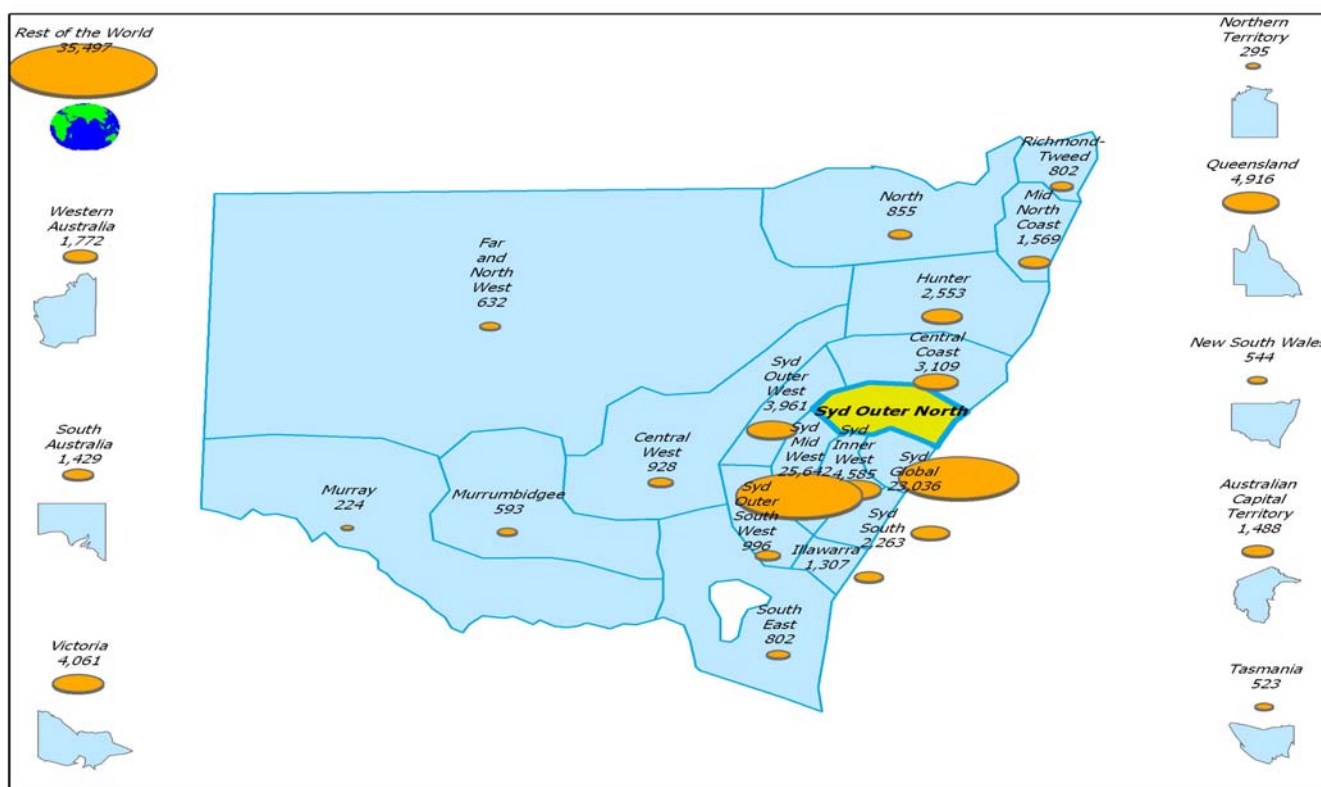 Rest of the World
35,497
Western
Australia
1,772
South
Australia
1,429
Victoria
4,061
Far
and
North
West
632
Murray
224
Murrumbidgee
593
Central
West
928
North
855
Richmond-
Tweed
802
Mid
North
Coast
1,569
Hunter
2,553
Central
Coast
3,109
Syd
Outer
West
3,961
Syd Outer North
Syd
Mid
West
25,642
Syd
Inner
West
4,585
Syd
Global
23,036
Syd
Outer
South
West
996
Syd
South
2,263
Illawarra
1,307
South
East
802
Northern
Territory
295
Queensland
4,916
New South Wales
544
Australian
Capital
Territory
1,488
Tasmania
523